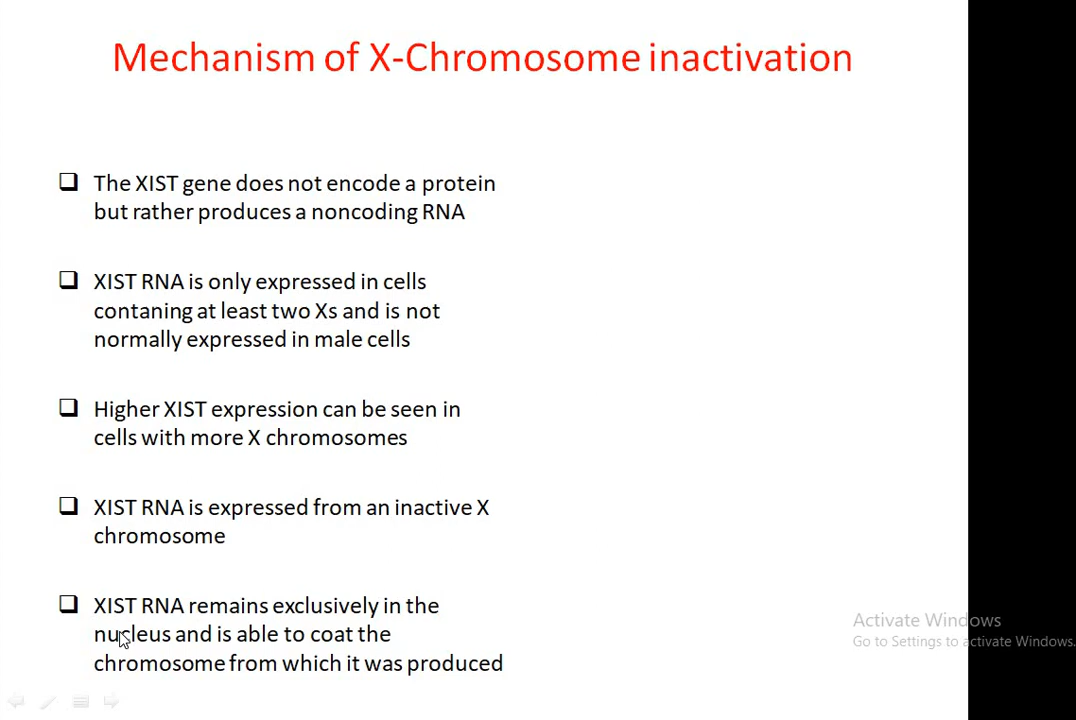 Mechanism of X-Chromosome inactivation
The XIST gene does not encode a protein
but rather produces a noncoding RNA
XIST RNA is only expressed in cells
contaning at least two Xs and is not
normally expressed in male cells
Higher XIST expression can be seen in
cells with more X chromosomes
XIST RNA is expressed from an inactive X
chromosome
XIST RNA remains exclusively in the
nucleus and is able to coat the
chromosome from which it was produced
Activate Windows
Go to Settings to activate Windows.